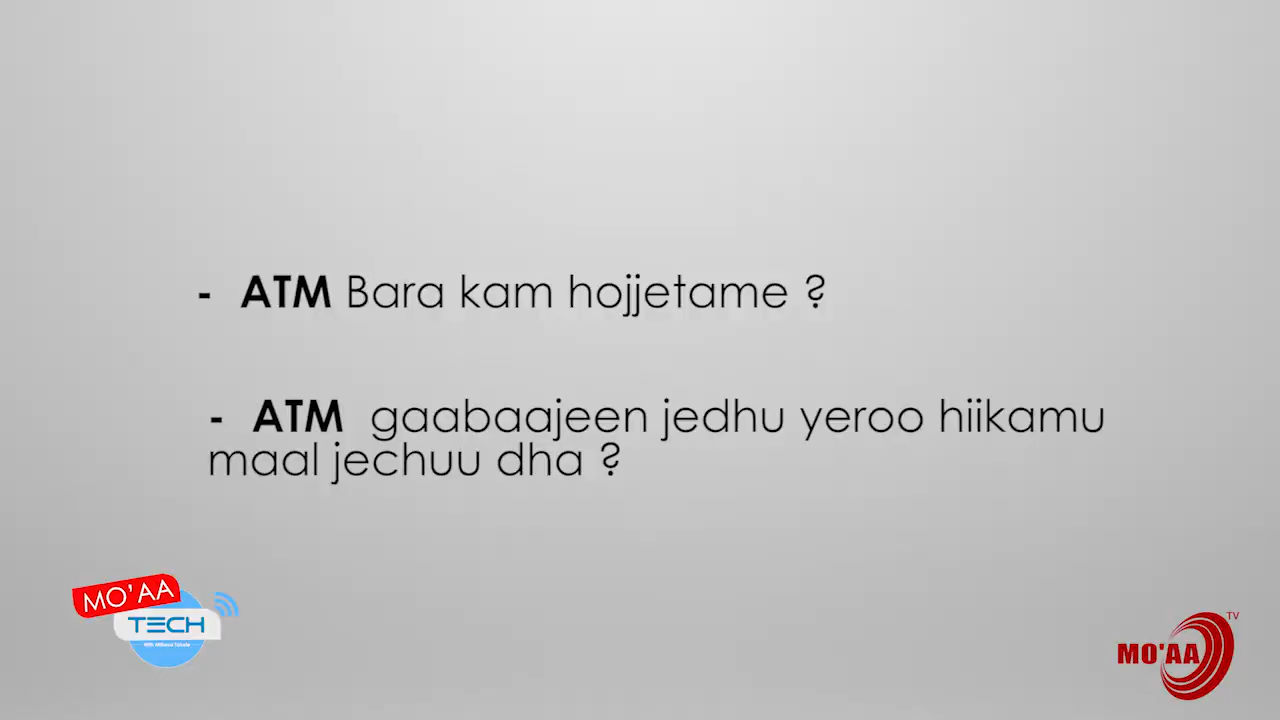 - ATM Bara kam hojjetame ?
- ATM gaabaajeen jedhu yeroo hiikamu
maal jechuu dha ?
MO'AA
TECH
TV
MO'AA